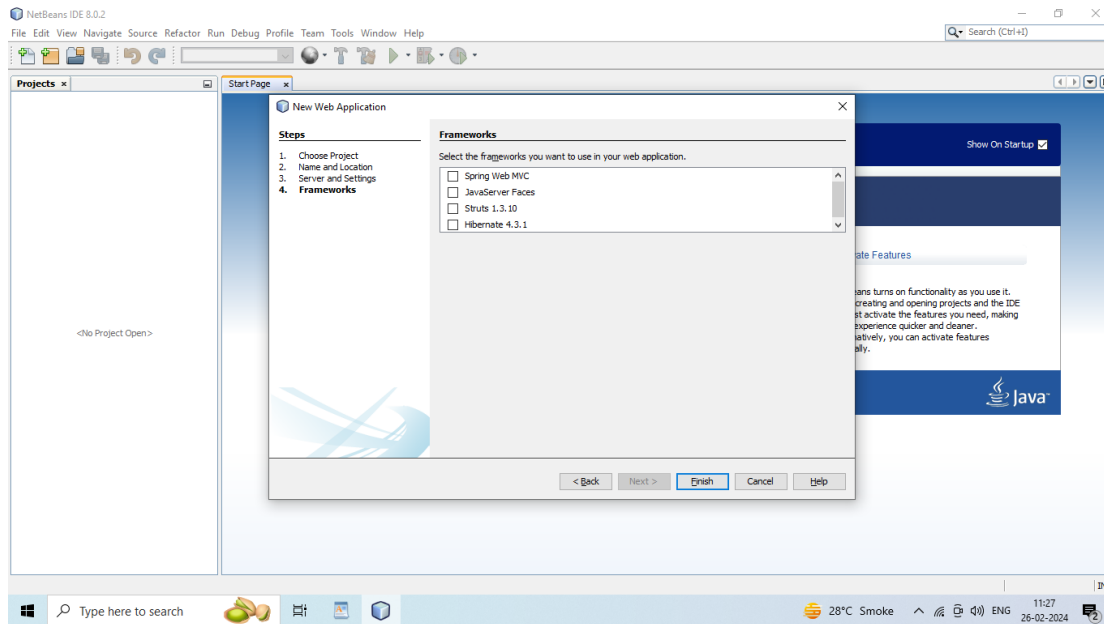 NetBeans IDE 8.0.2
File Edit View Navigate Source Refactor Run Debug Profile Team Tools Window Help
Search (Ctrl+I)
Projects
Start Page
New Web Application
Steps
1. Choose Project
2. Name and Location
3. Server and Settings
4. Frameworks
Frameworks
Select the frameworks you want to use in your web application.
Spring Web MVC
JavaServer Faces
Struts 1.3.10
Hibernate 4.3.1
< Back Next > Finish Cancel Help
<No Project Open>
Show On Startup
ate Features
eans turns on functionality as you use it.
creating and opening projects and the IDE
st activate the features you need, making
experience quicker and cleaner.
natively, you can activate features
ally.
Java
Type here to search
28°C Smoke
ENG
11:27
26-02-2024
2